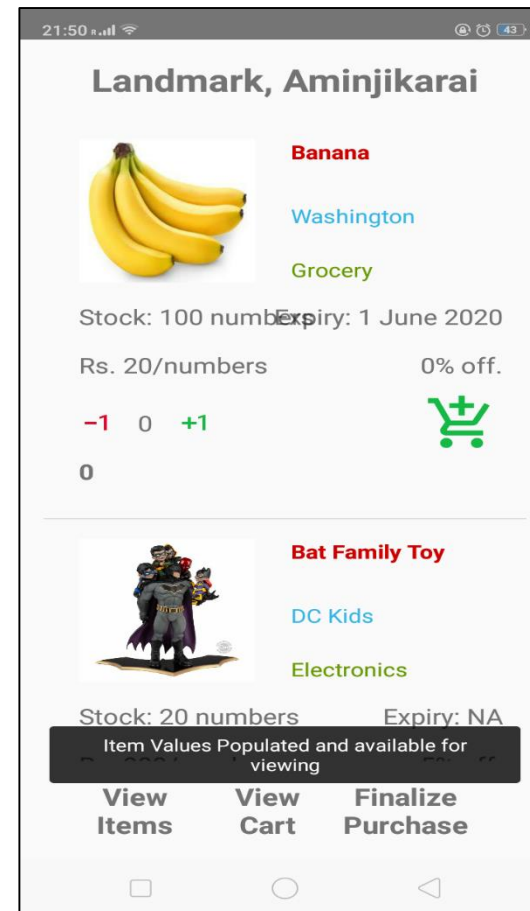 21:50
43
Landmark, Aminjikarai
Banana
Washington
Grocery
Stock: 100 numbers Expiry: 1 June 2020
Rs. 20/numbers 0% off.
−1 0 +1
0
Bat Family Toy
DC Kids
Electronics
Stock: 20 numbers Expiry: NA
Item Values Populated and available for
viewing
View View Finalize
Items Cart Purchase